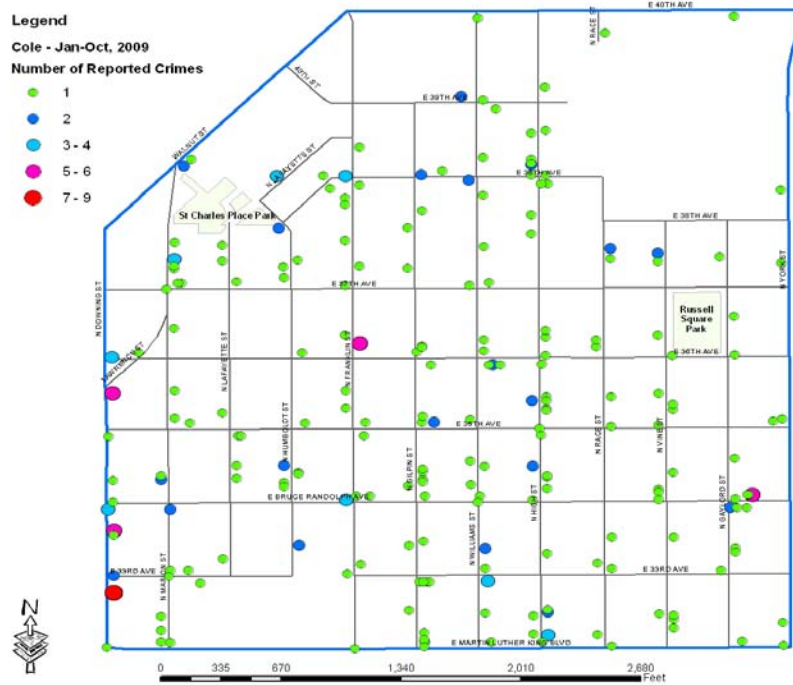 Legend
Cole - Jan-Oct, 2009
Number of Reported Crimes
1
2
3 - 4
5 - 6
7 - 9
E 40TH AVE
N RACE ST
40TH ST
E 39TH AVE
WALNUT ST
N LAFAYETTE ST
E 38TH AVE
St Charles Place Park
E 38TH AVE
N YORK ST
E 37TH AVE
N DOWNING ST
Russell
Square
Park
N LAFAYETTE ST
N FRANKLIN ST
E 36TH AVE
E 35TH AVE
N HUMBOLDT ST
N GILPIN ST
N RACE ST
N VINE ST
N GAYLORD ST
N HIGH ST
E BRUCE RANDOLPH AVE
N WILLIAMS ST
N MARION ST
E 33RD AVE
E 33RD AVE
E MARTIN LUTHER KING BLVD
N
0 335 670 1,340 2,010 2,680
Feet